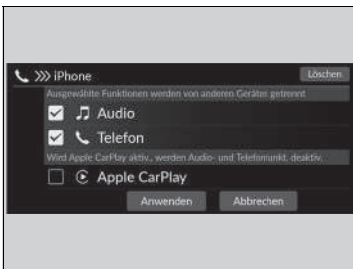 >>> iPhone
Löschen
Ausgewählte Funktionen werden von anderen Geräten getrennt
Audio
Telefon
Wird Apple CarPlay aktiv., werden Audio- und Telefonfunkt. deaktiv.
Apple CarPlay
Anwenden Abbrechen